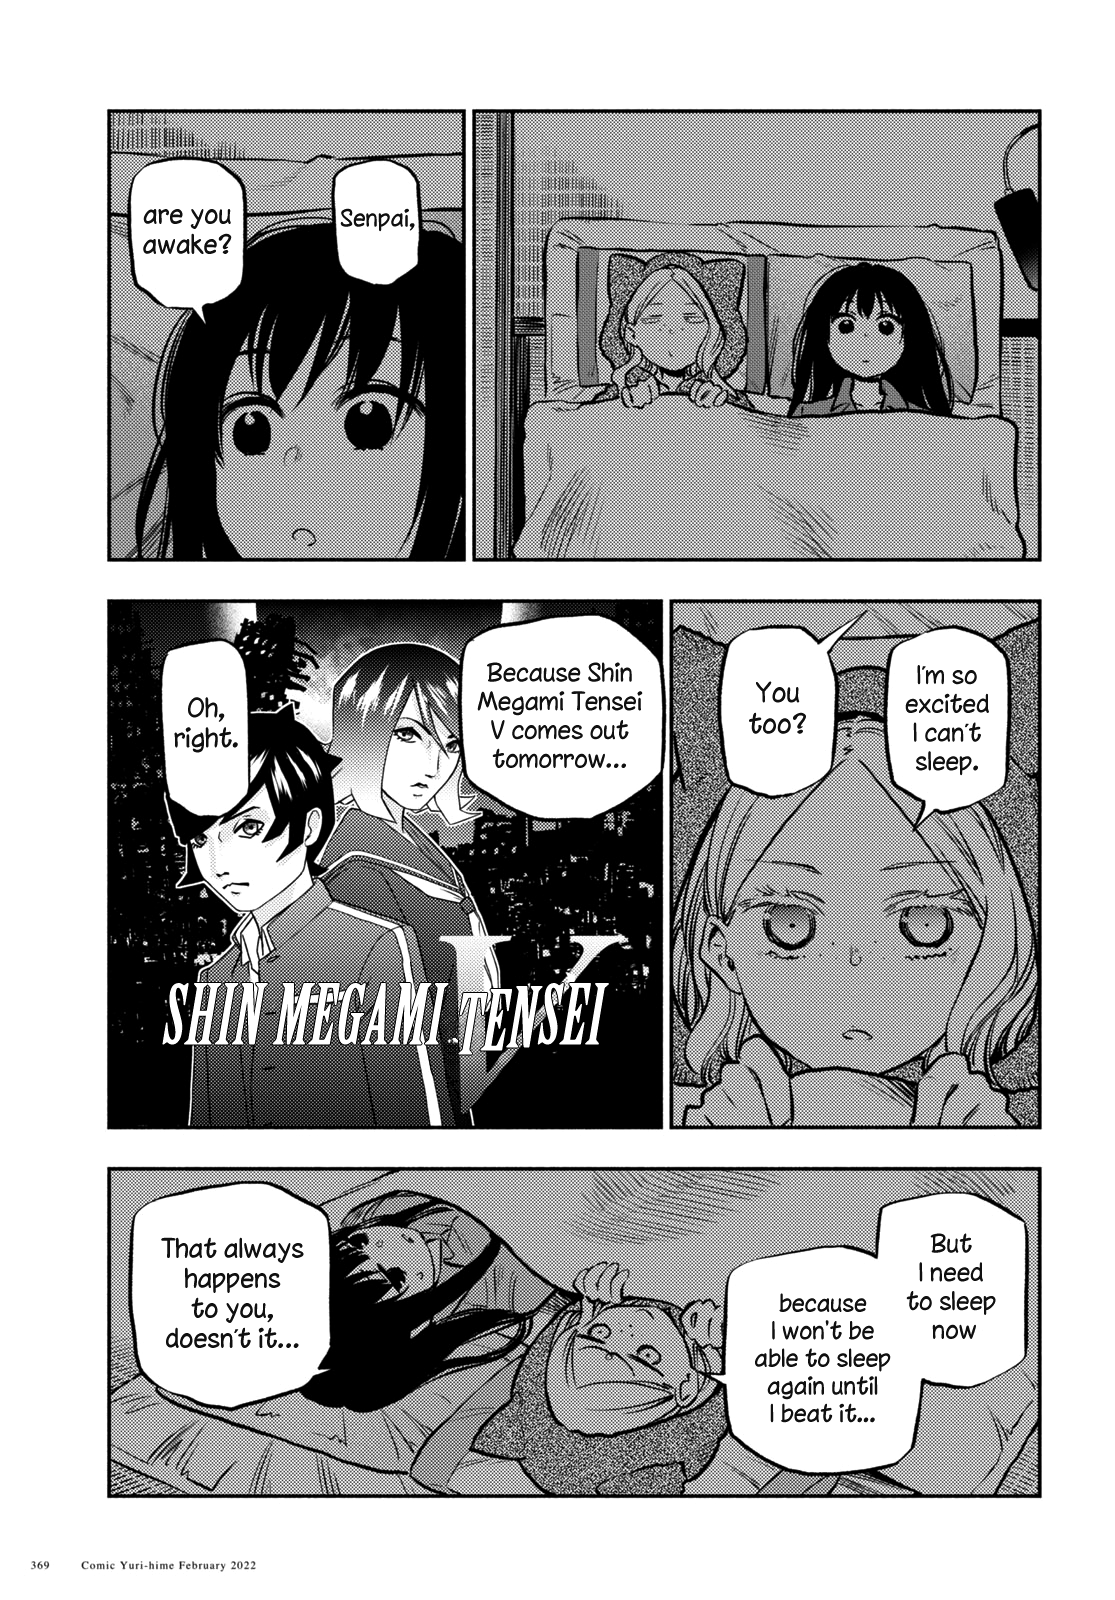 Senpai,
are you
awake?
I'm so
excited
I can't
sleep.
You
too?
Because Shin
Megami Tensei
V comes out
tomorrow...
Oh,
right.
V
SHIN MEGAMI TENSEI
But
I need
to sleep
now
because
I won't be
able to sleep
again until
I beat it...
That always
happens
to you,
doesn't it...
369 Comic Yuri-hime February 2022